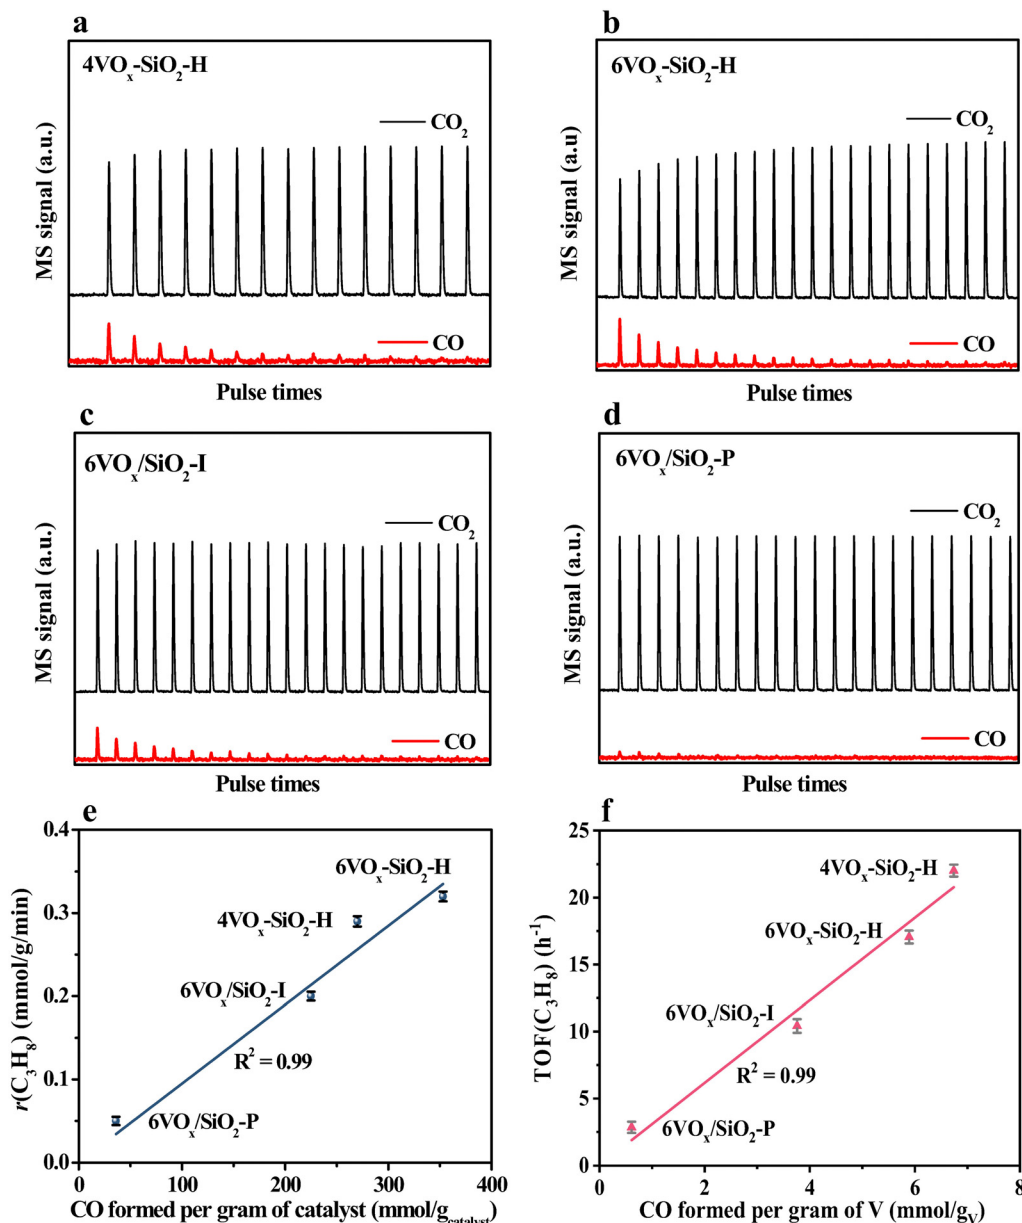 a
4VOₓ-SiO₂-H
CO₂
CO
MS signal (a.u.)
Pulse times
b
6VOₓ-SiO₂-H
CO₂
CO
MS signal (a.u)
Pulse times
c
6VOₓ/SiO₂-I
CO₂
CO
MS signal (a.u.)
Pulse times
d
6VOₓ/SiO₂-P
CO₂
CO
MS signal (a.u.)
Pulse times
e
r(C₃H₈) (mmol/g/min)
0.4
0.3
0.2
0.1
0.0
6VOₓ-SiO₂-H
4VOₓ-SiO₂-H
6VOₓ/SiO₂-I
R² = 0.99
6VOₓ/SiO₂-P
0 100 200 300 400
CO formed per gram of catalyst (mmol/g_catalyst)
f
TOF(C₃H₈) (h⁻¹)
25
20
15
10
5
0
4VOₓ-SiO₂-H
6VOₓ-SiO₂-H
6VOₓ/SiO₂-I
R² = 0.99
6VOₓ/SiO₂-P
0 2 4 6 8
CO formed per gram of V (mmol/g_V)